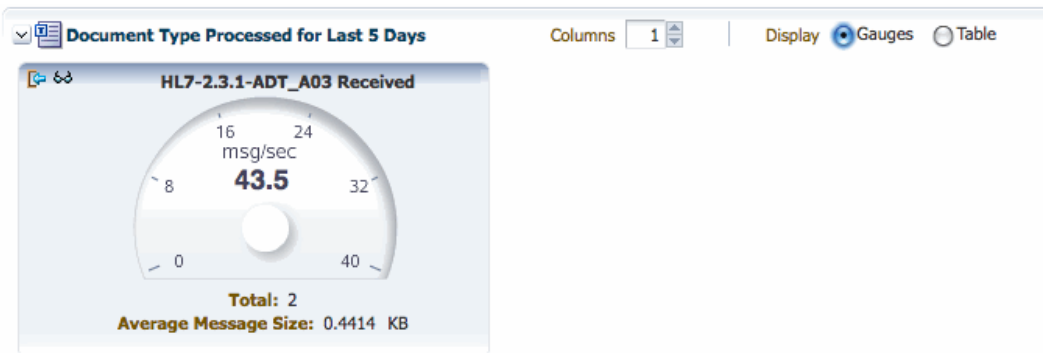 Document Type Processed for Last 5 Days Columns 1 Display Gauges Table
HL7-2.3.1-ADT_A03 Received
16 24
msg/sec
43.5
8 32
0 40
Total: 2
Average Message Size: 0.4414 KB